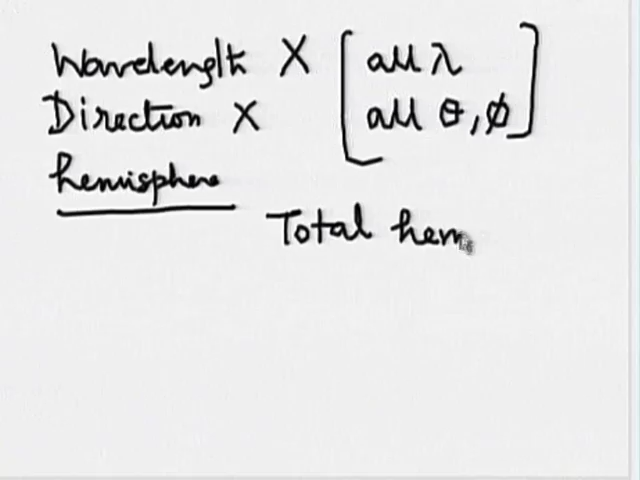 Wavelength X [ all λ ]
Direction X [ all θ, φ ]
hemisphere
Total hem